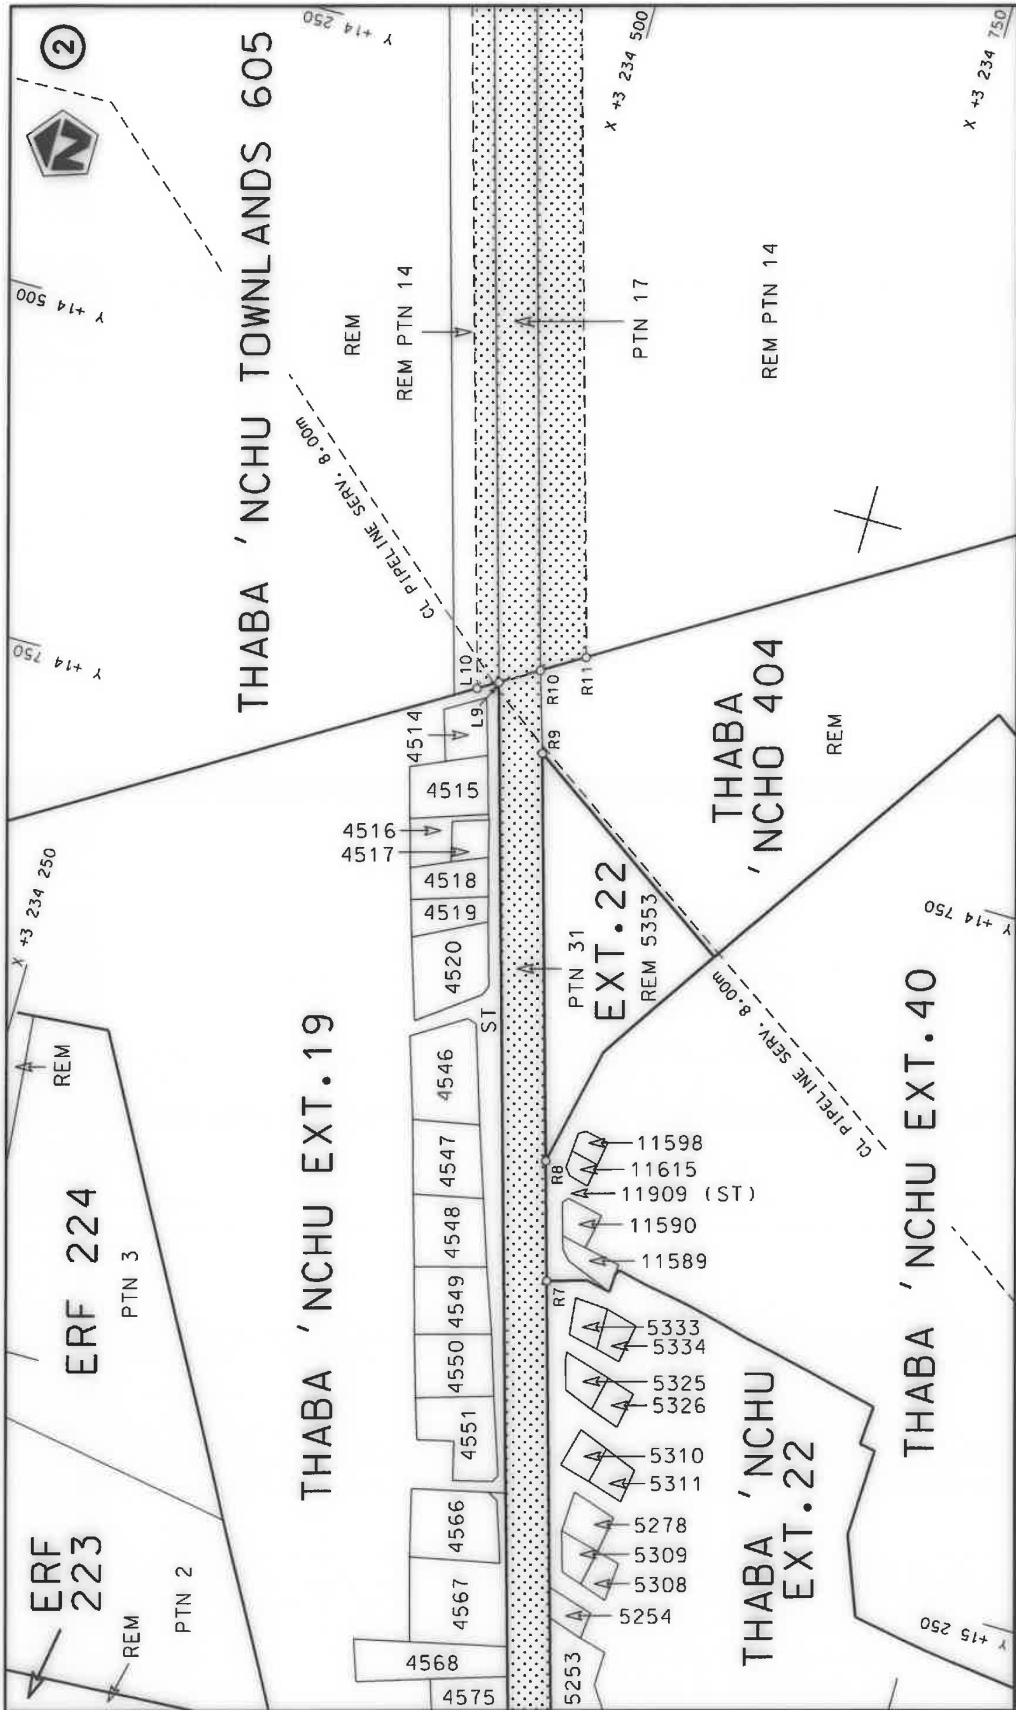 2
N
Y +14 250
X +3 234 500
X +3 234 750
THABA 'NCHU TOWNLANDS 605
Y +14 500
REM
REM PTN 14
PTN 17
REM PTN 14
CL PIPELINE SERV. 8.00m
Y +14 750
L10
L9
R10
R11
R9
4514
4515
4516
4517
4518
4519
4520
ST
THABA
'NCHO 404
REM
X +3 234 250
PTN 31
EXT.22
REM 5353
Y +14 750
CL PIPELINE SERV. 8.00m
REM
ERF 224
PTN 3
THABA 'NCHU EXT.19
4546
4547
4548
4549
4550
4551
4566
4567
4568
4575
R8
R7
11598
11615
11909 (ST)
11590
11589
5333
5334
5325
5326
5310
5311
5278
5309
5308
5254
5253
THABA 'NCHU EXT.40
THABA 'NCHU
EXT.22
Y +15 250
ERF
223
REM
PTN 2